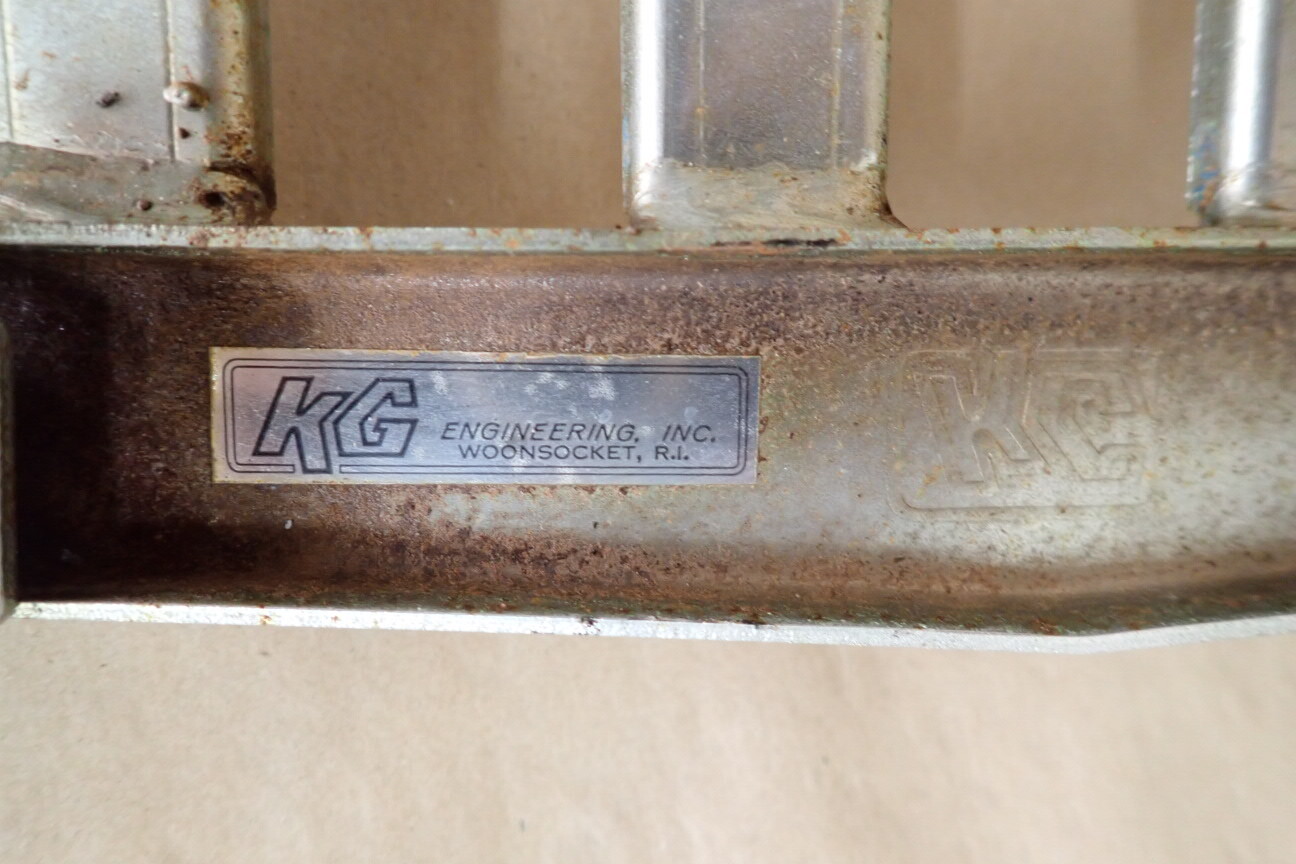 KG
ENGINEERING, INC.
WOONSOCKET, R.I.
KG